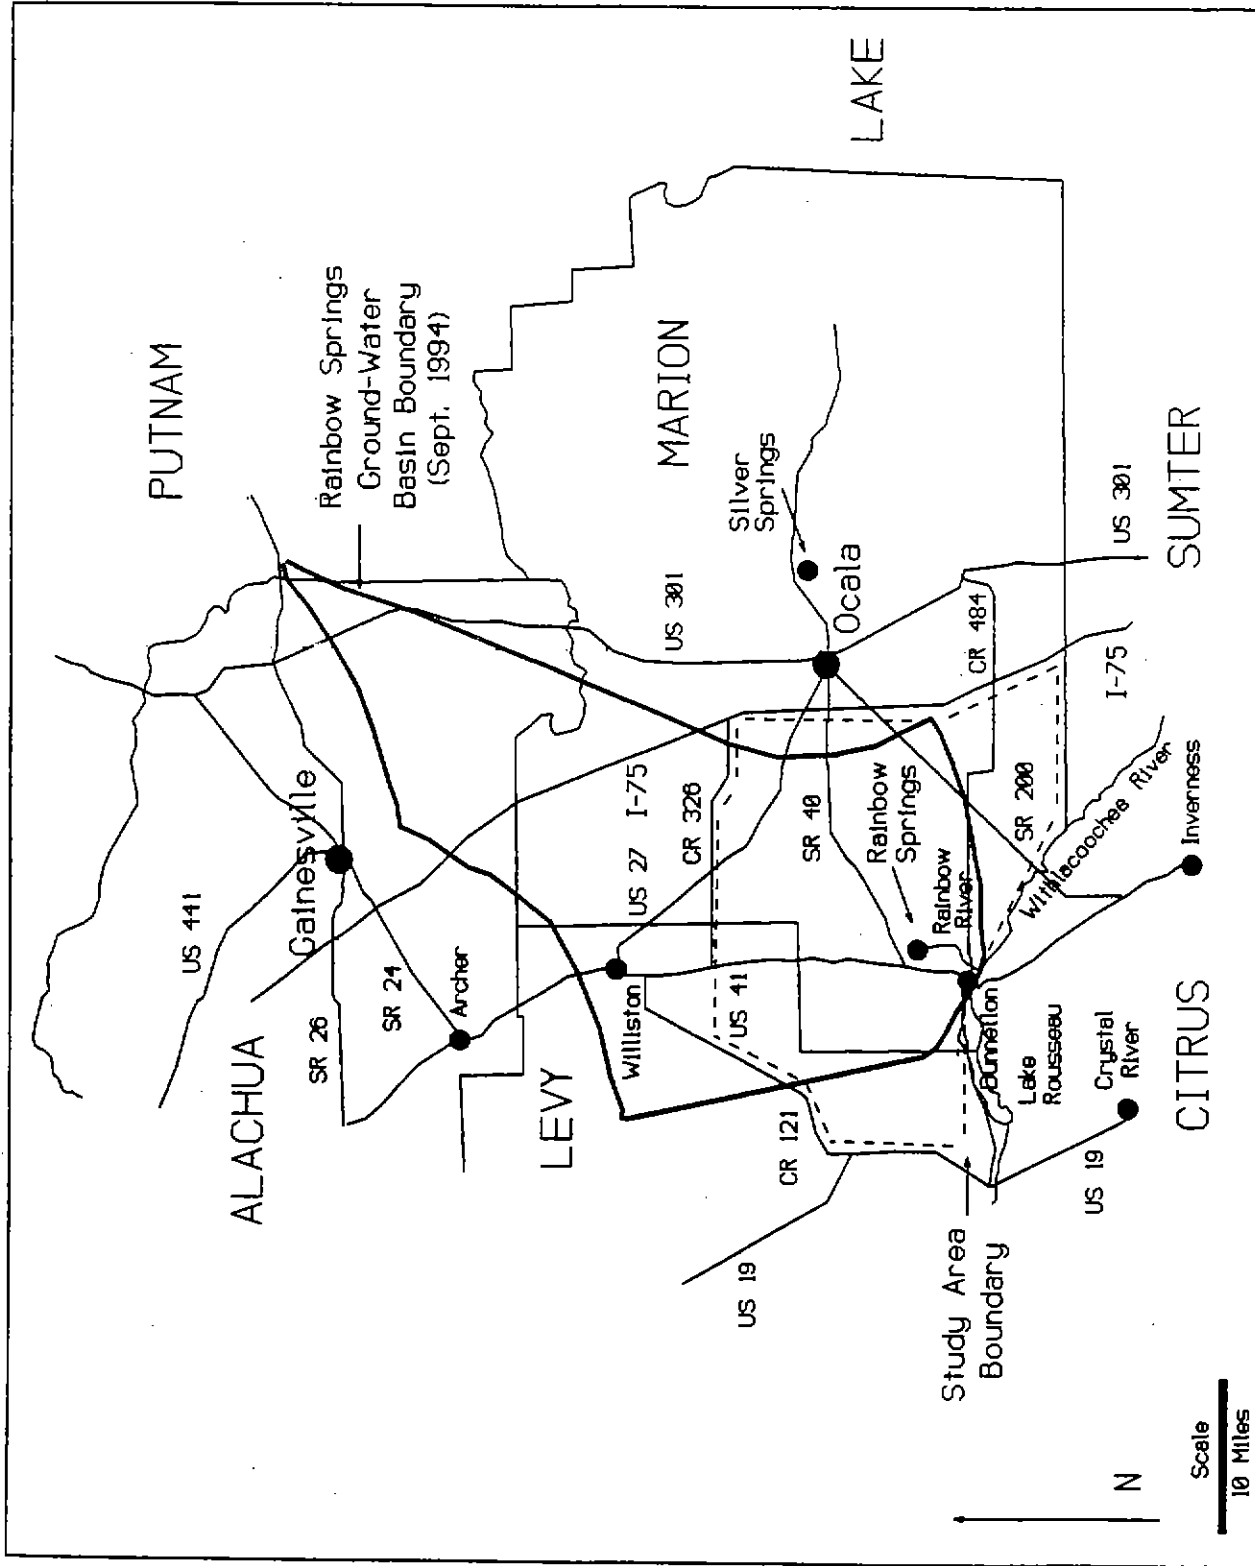 PUTNAM
LAKE
Rainbow Springs
Ground-Water
Basin Boundary
(Sept. 1994)
US 441
Gainesville
ALACHUA
SR 26
SR 24
Archer
MARION
Silver
Springs
US 301
Ocala
I-75
US 27
CR 326
Williston
LEVY
US 41
SR 40
Rainbow
Springs
Rainbow
River
CR 121
US 19
CR 484
US 301
SUMTER
I-75
SR 200
Withlacoochee River
Inverness
Dunnellon
Lake
Rousseau
Crystal
River
CITRUS
US 19
Study Area
Boundary
N
Scale
10 Miles